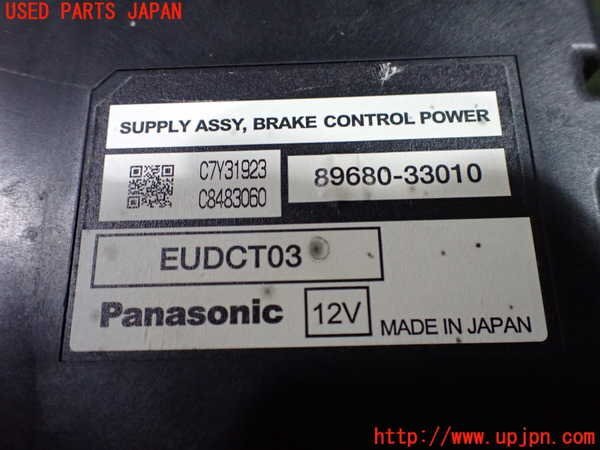 USED PARTS JAPAN
SUPPLY ASSY, BRAKE CONTROL POWER
C7Y31923
C8483060
89680-33010
EUDCT03
Panasonic
12V
MADE IN JAPAN
http://www.upjpn.com/